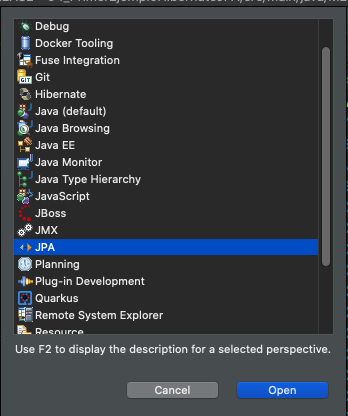 Debug
Docker Tooling
Fuse Integration
Git
Hibernate
Java (default)
Java Browsing
Java EE
Java Monitor
Java Type Hierarchy
JavaScript
JBoss
JMX
JPA
Planning
Plug-in Development
Quarkus
Remote System Explorer
Resource
Use F2 to display the description for a selected perspective.
Cancel
Open